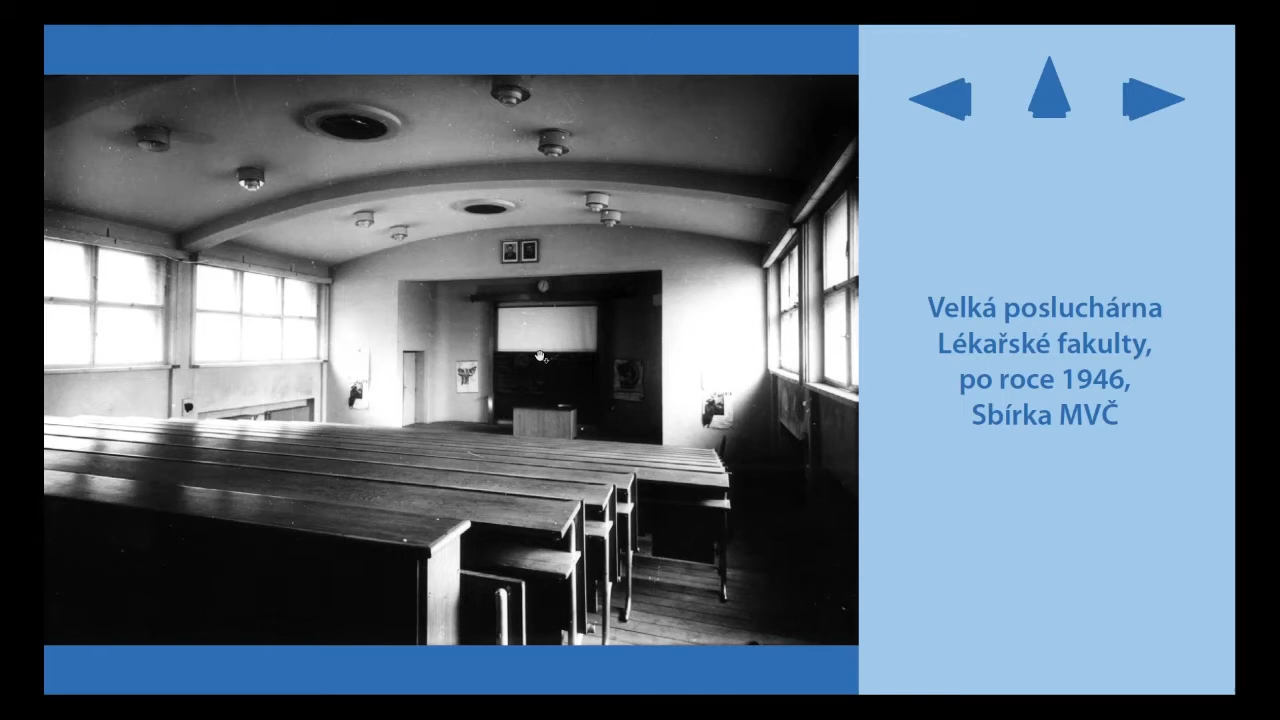 Velká posluchárna
Lékařské fakulty,
po roce 1946,
Sbírka MVČ